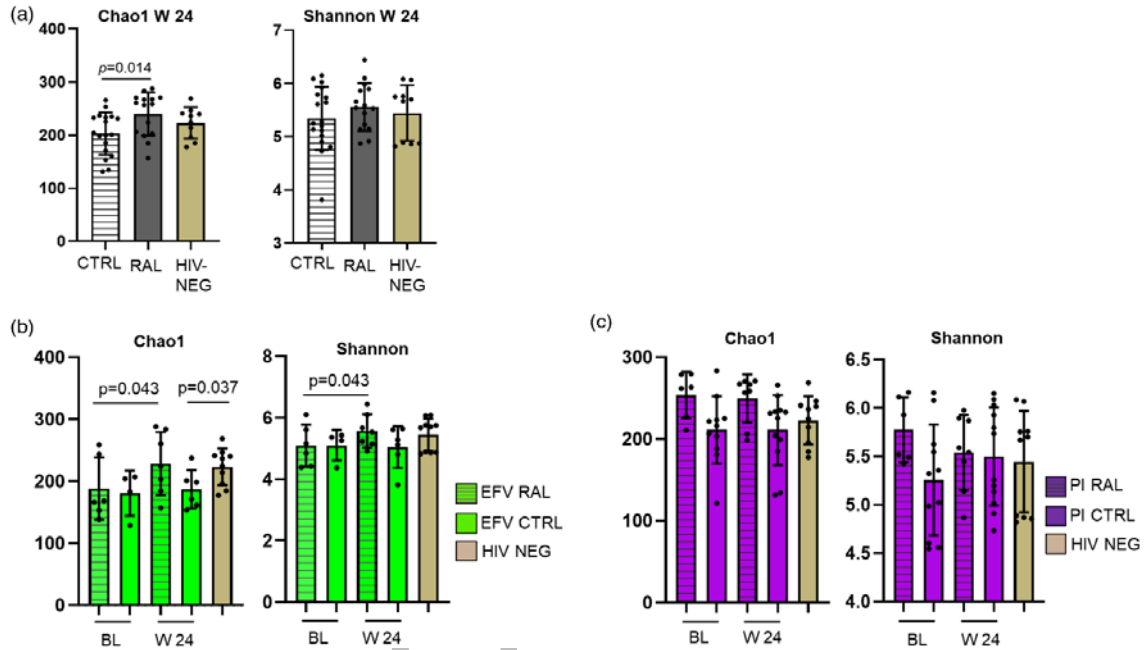 (a)
Chao1 W 24
400
300
200
100
0
p=0.014
CTRL
RAL
HIV-
NEG
Shannon W 24
7
6
5
4
3
CTRL
RAL
HIV-
NEG
(b)
Chao1
400
300
200
100
0
p=0.043
p=0.037
BL
W 24
Shannon
8
6
4
2
0
p=0.043
BL
W 24
EFV RAL
EFV CTRL
HIV NEG
(c)
Chao1
300
200
100
0
BL
W 24
Shannon
6.5
6.0
5.5
5.0
4.5
4.0
BL
W 24
PI RAL
PI CTRL
HIV NEG